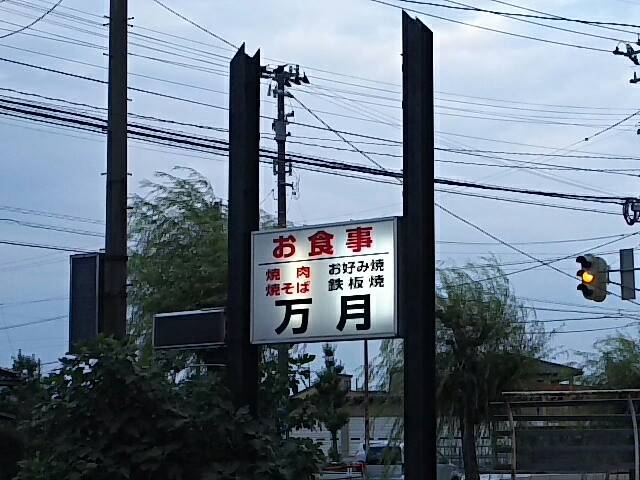 お食事
焼肉 お好み焼
焼そば 鉄板焼
万月